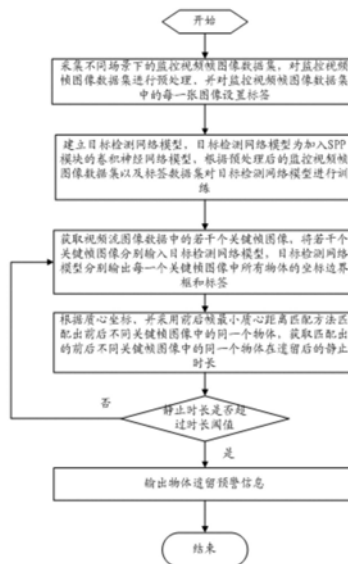 开始
采集不同场景下的监控视频帧图像数据集，对监控视频
帧图像数据集进行预处理，并对监控视频帧图像数据集
中的每一张图像设置标签
建立目标检测网络模型，目标检测网络模型为加入SPP
模块的卷积神经网络模型，根据预处理后的监控视频帧
图像数据集以及标签数据集对目标检测网络模型进行训
练
获取视频流图像数据中的若干个关键帧图像，将若干个
关键帧图像分别输入目标检测网络模型，目标检测网络
模型分别输出每一个关键帧图像中所有物体的坐标边界
框和标签
根据质心坐标，并采用前后帧最小质心距离匹配方法匹
配出前后不同关键帧图像中的同一个物体，获取匹配出
的前后不同关键帧图像中的同一个物体在遗留后的静止
时长
否
静止时长是否超
过时长阈值
是
输出物体遗留预警信息
结束